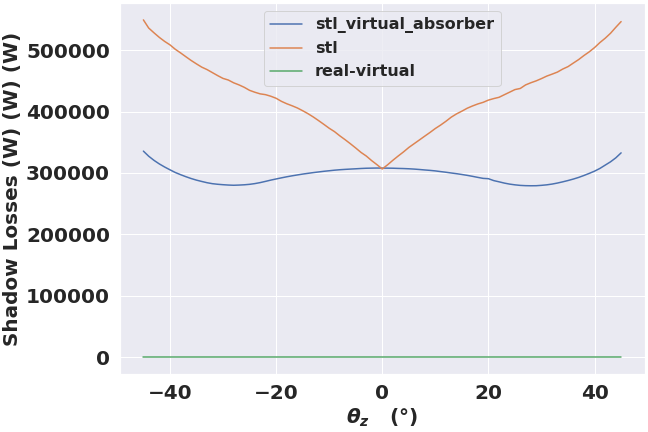 stl_virtual_absorber
stl
real-virtual
Shadow Losses (W) (W) (W)
500000
400000
300000
200000
100000
0
−40
−20
0
20
40
θz (°)